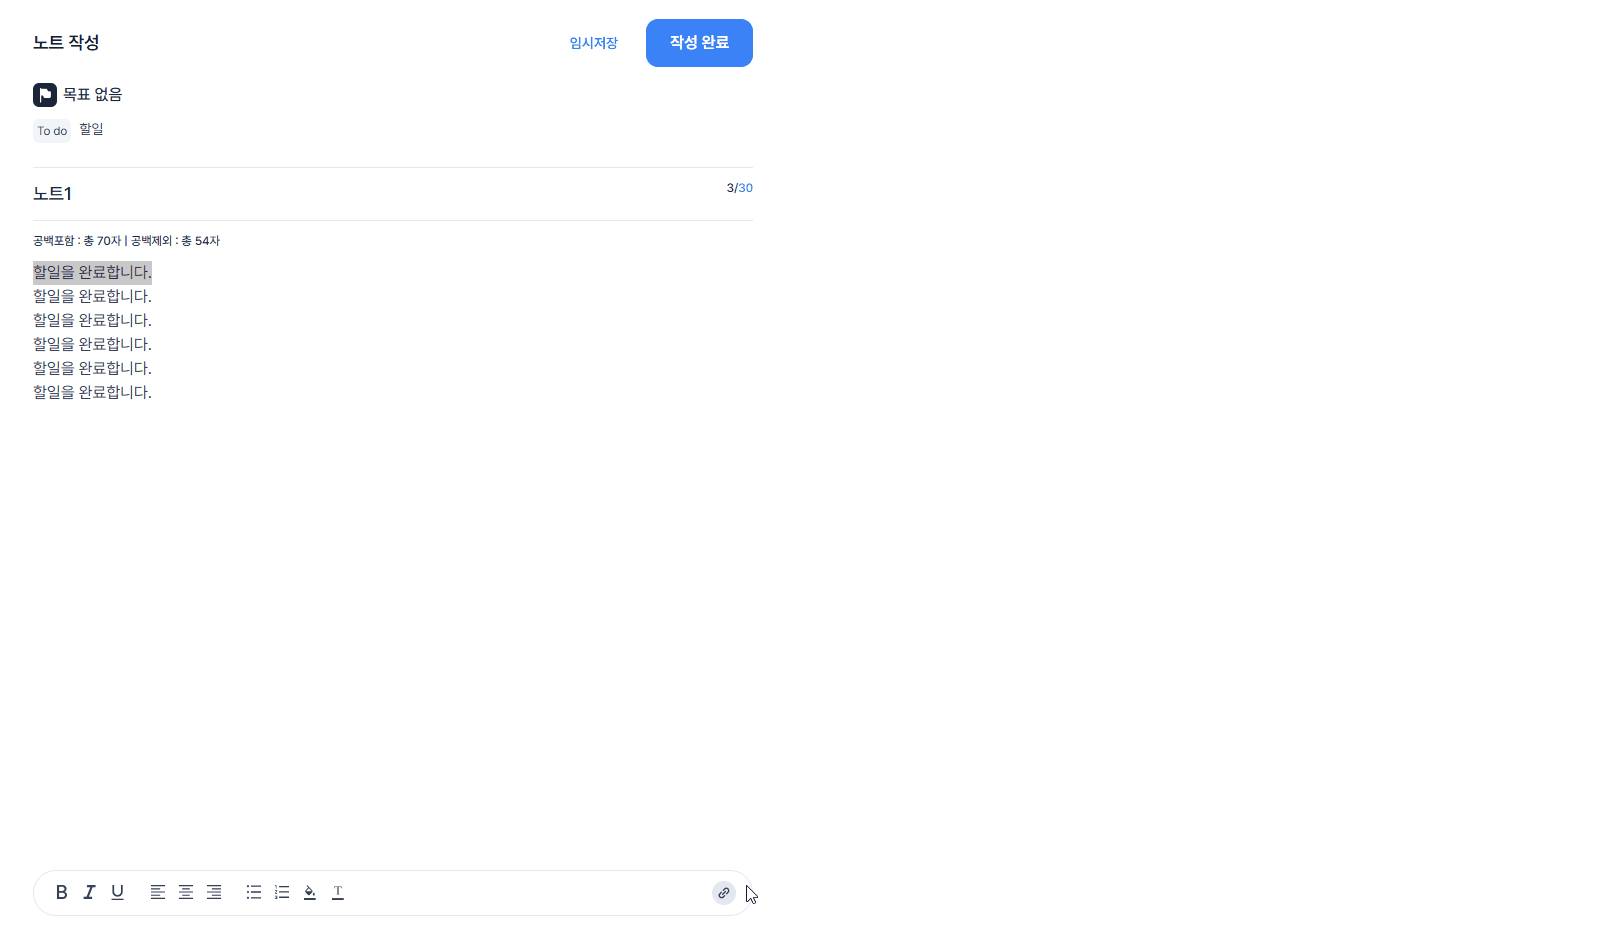 노트 작성
임시저장
작성 완료
목표 없음
To do 할일
노트1
3/30
공백포함 : 총 70자 | 공백제외 : 총 54자
할일을 완료합니다.
할일을 완료합니다.
할일을 완료합니다.
할일을 완료합니다.
할일을 완료합니다.
할일을 완료합니다.